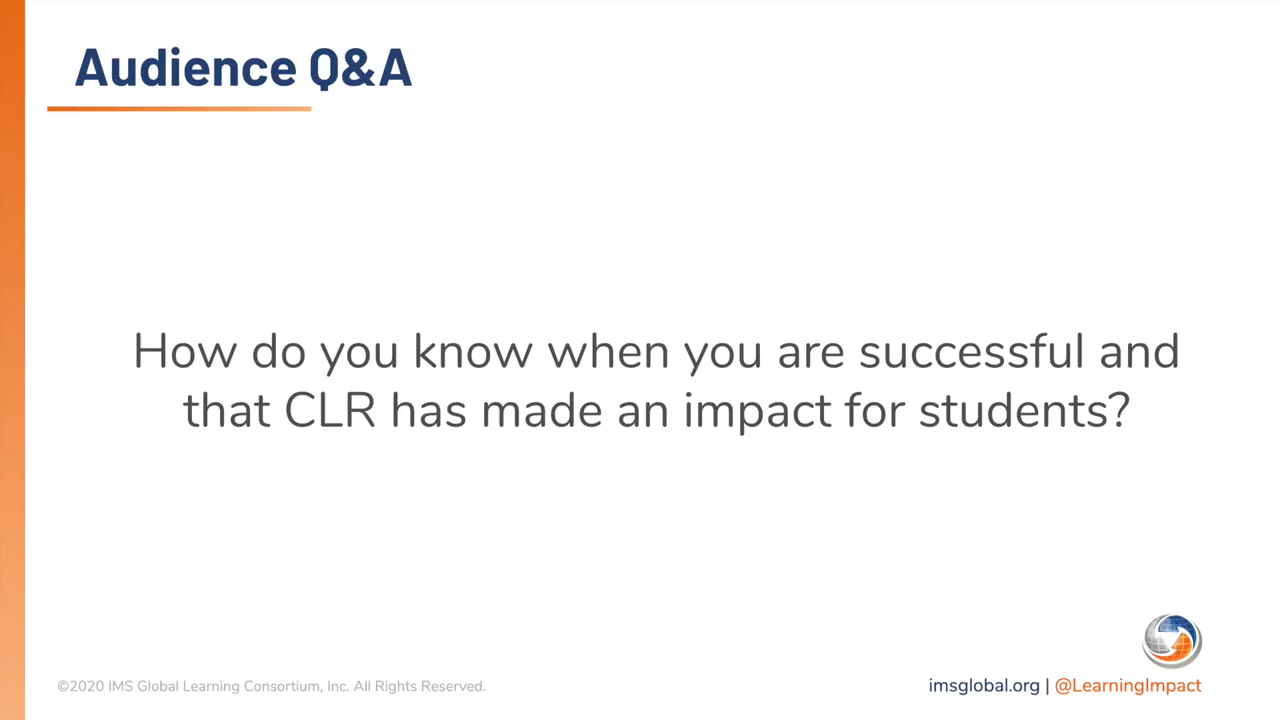 Audience Q&A
How do you know when you are successful and
that CLR has made an impact for students?
©2020 IMS Global Learning Consortium, Inc. All Rights Reserved.
imsglobal.org | @LearningImpact